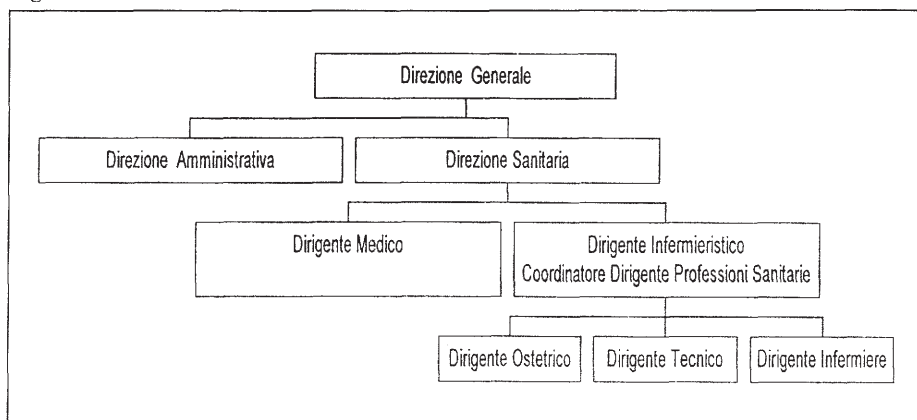 Direzione Generale
Direzione Amministrativa
Direzione Sanitaria
Dirigente Medico
Dirigente Infermieristico
Coordinatore Dirigente Professioni Sanitarie
Dirigente Ostetrico
Dirigente Tecnico
Dirigente Infermiere